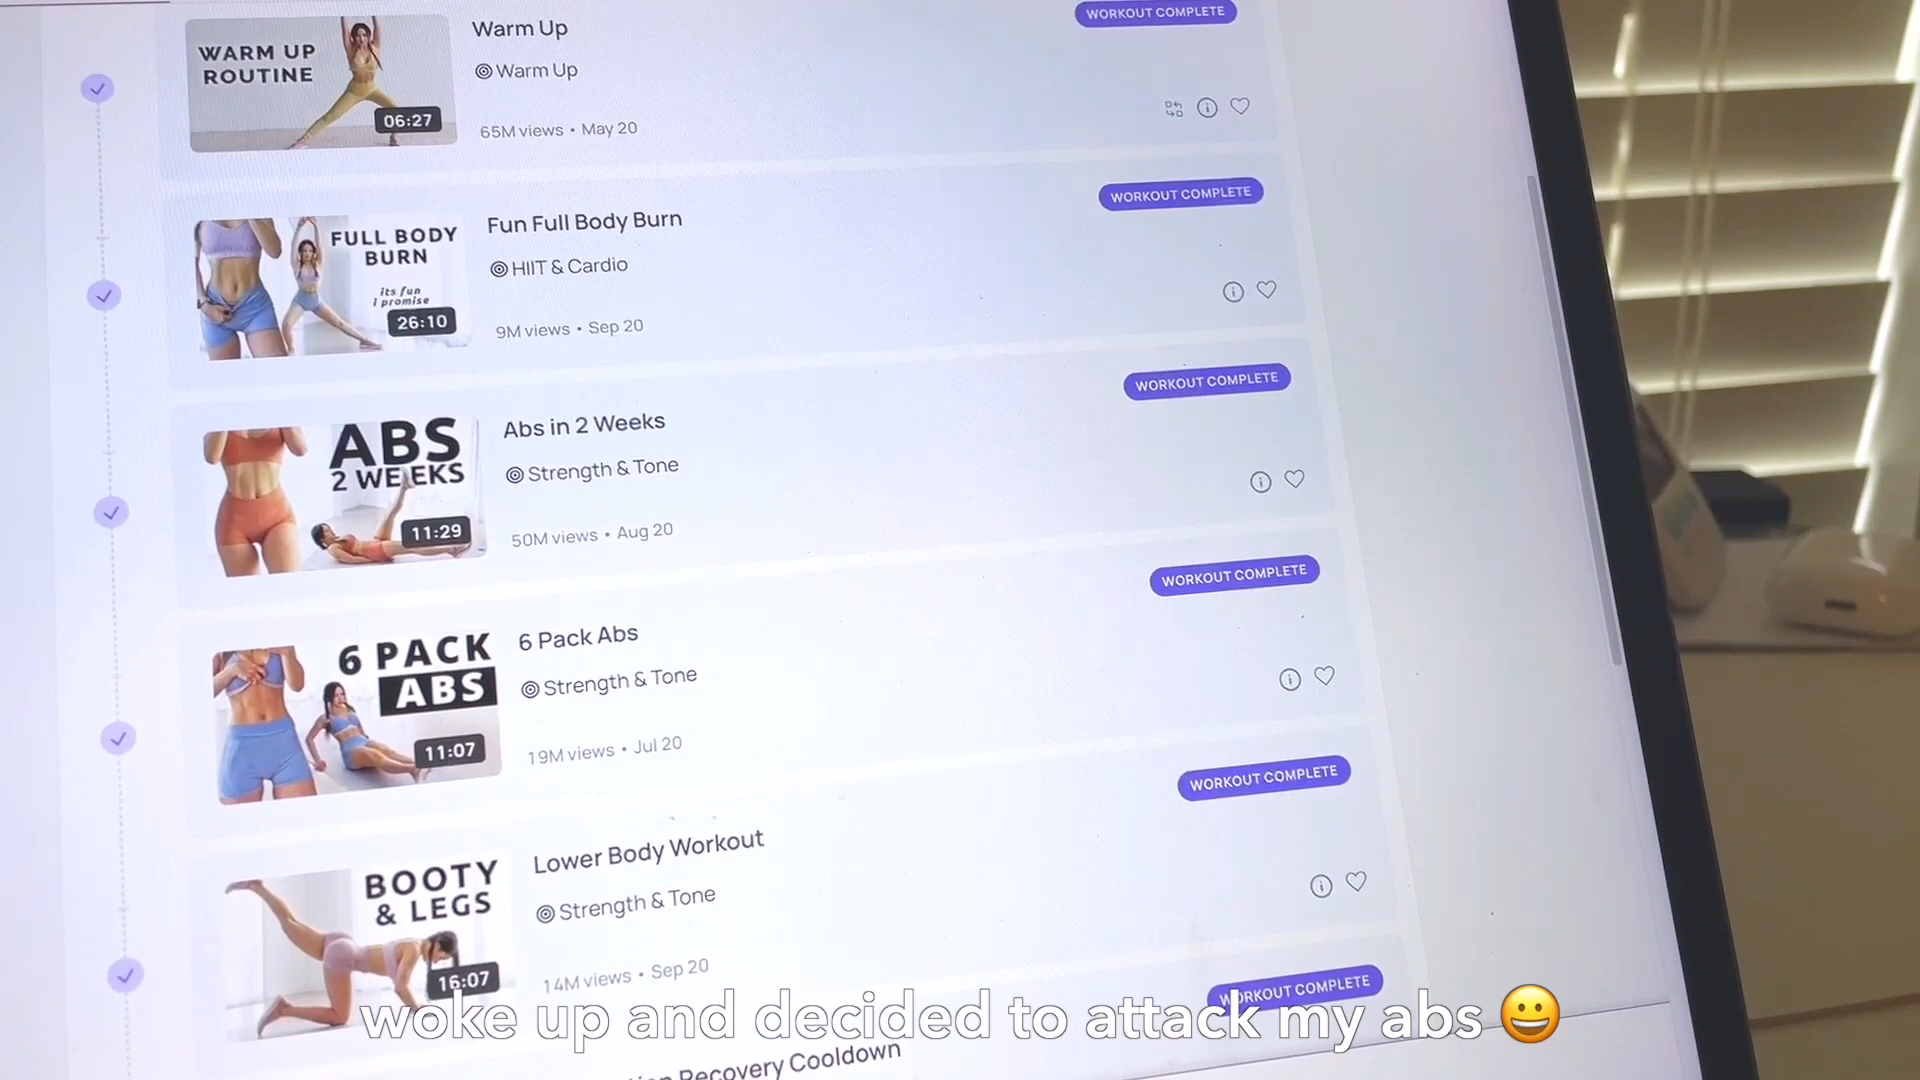 WARM UP
ROUTINE
06:27
Warm Up
Warm Up
65M views • May 20
WORKOUT COMPLETE
FULL BODY
BURN
its fun
i promise
26:10
Fun Full Body Burn
HIIT & Cardio
9M views • Sep 20
WORKOUT COMPLETE
ABS
2 WEEKS
11:29
Abs in 2 Weeks
Strength & Tone
50M views • Aug 20
WORKOUT COMPLETE
6 PACK
ABS
11:07
6 Pack Abs
Strength & Tone
19M views • Jul 20
WORKOUT COMPLETE
BOOTY
& LEGS
16:07
Lower Body Workout
Strength & Tone
14M views • Sep 20
WORKOUT COMPLETE
WORKOUT COMPLETE
woke up and decided to attack my abs 😀
Recovery Cooldown